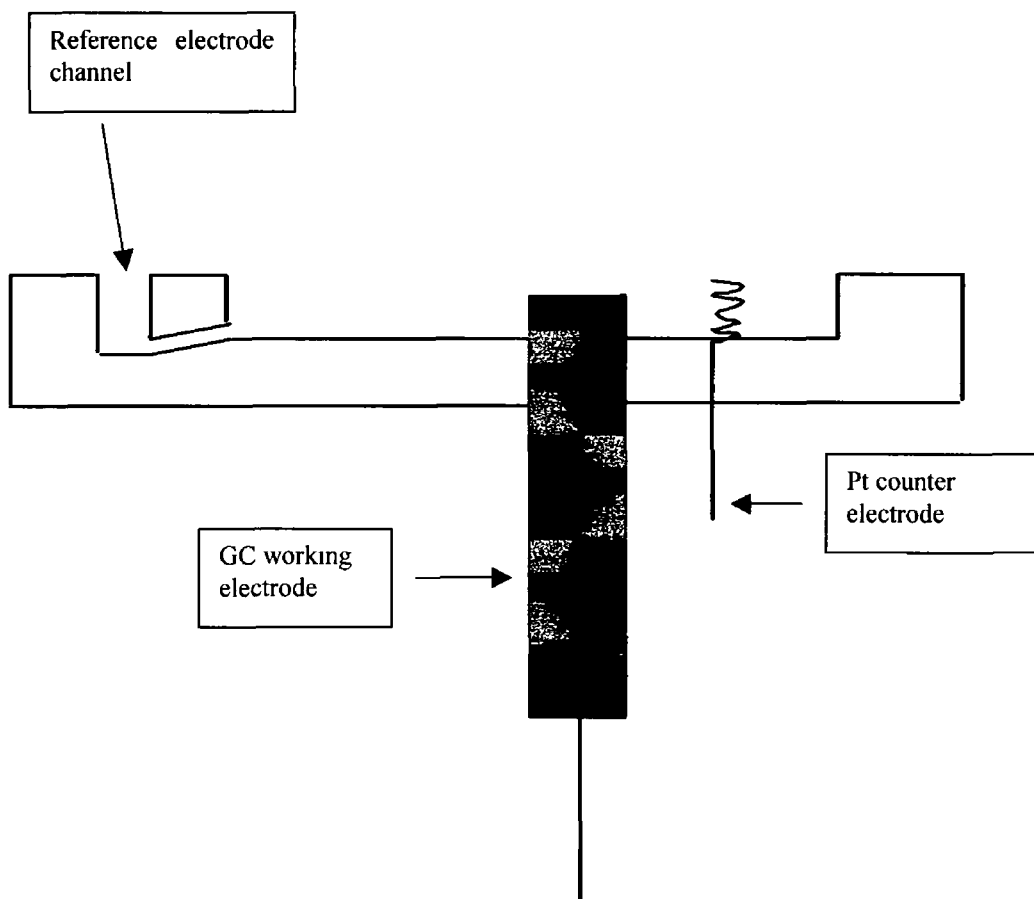 Reference electrode
channel
Pt counter
electrode
GC working
electrode